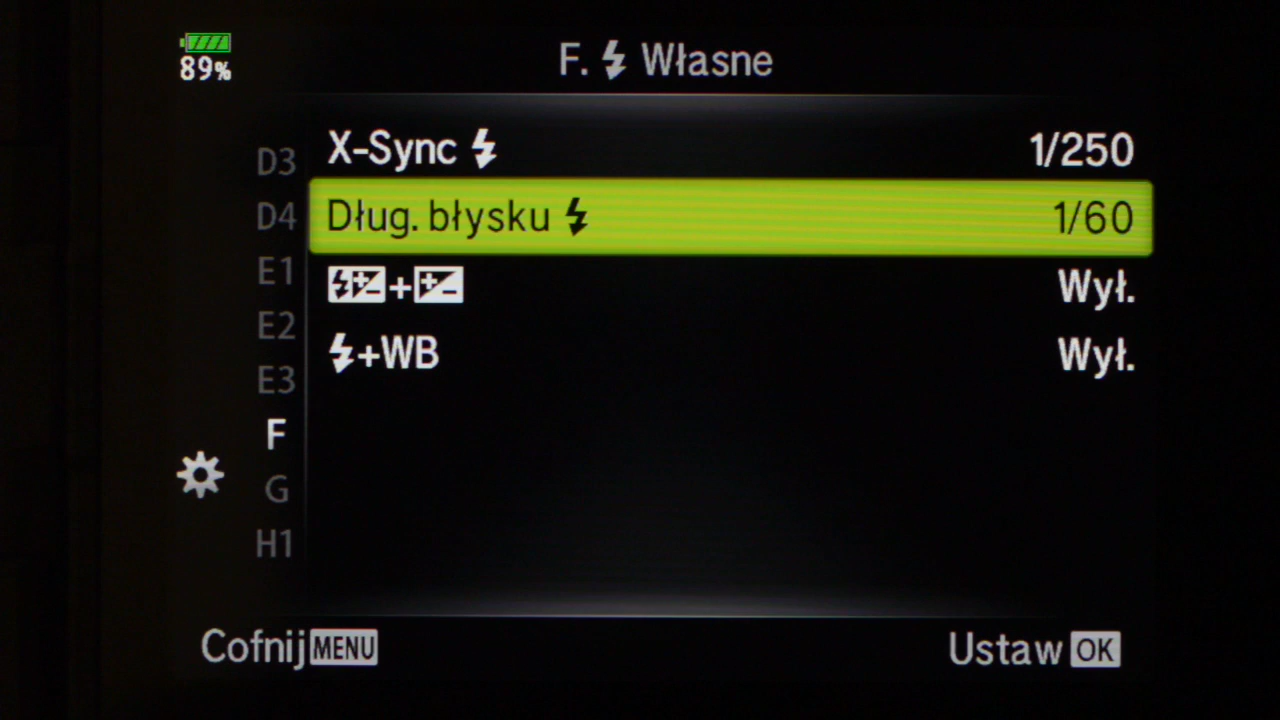 89%
F. ⚡ Własne
D3
D4
E1
E2
E3
F
G
H1
X-Sync ⚡ 1/250
Dług. błysku ⚡ 1/60
⚡+- + +- Wył.
⚡+WB Wył.
Cofnij MENU
Ustaw OK